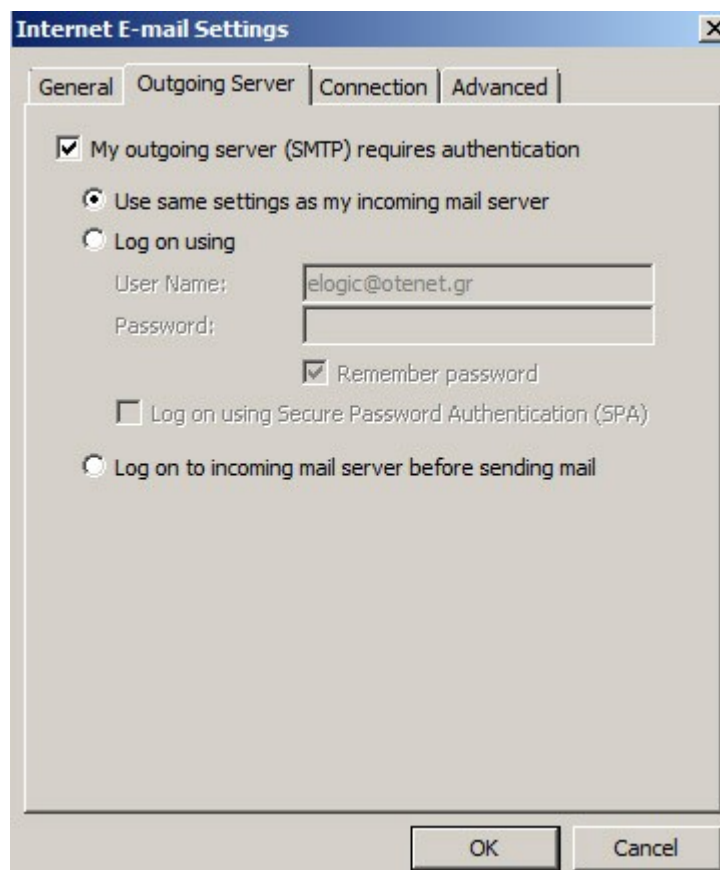 Internet E-mail Settings
General Outgoing Server Connection Advanced
My outgoing server (SMTP) requires authentication
Use same settings as my incoming mail server
Log on using
User Name: elogic@otenet.gr
Password:
Remember password
Log on using Secure Password Authentication (SPA)
Log on to incoming mail server before sending mail
OK Cancel